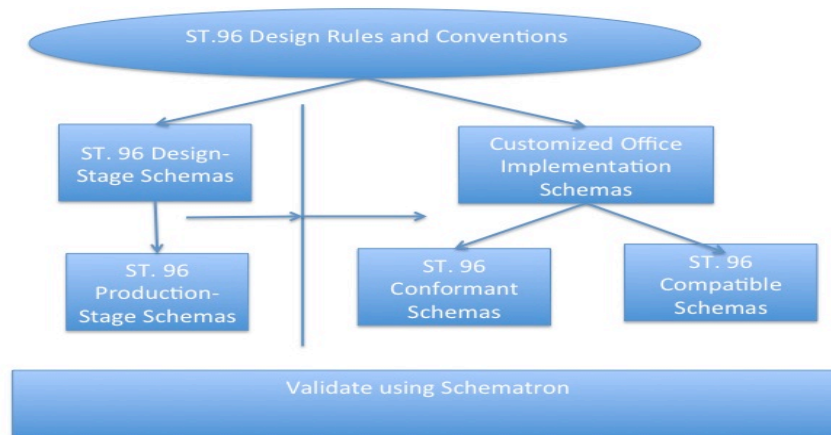 ST.96 Design Rules and Conventions
ST. 96 Design-
Stage Schemas
Customized Office
Implementation
Schemas
ST. 96
Production-
Stage Schemas
ST. 96
Conformant
Schemas
ST. 96
Compatible
Schemas
Validate using Schematron